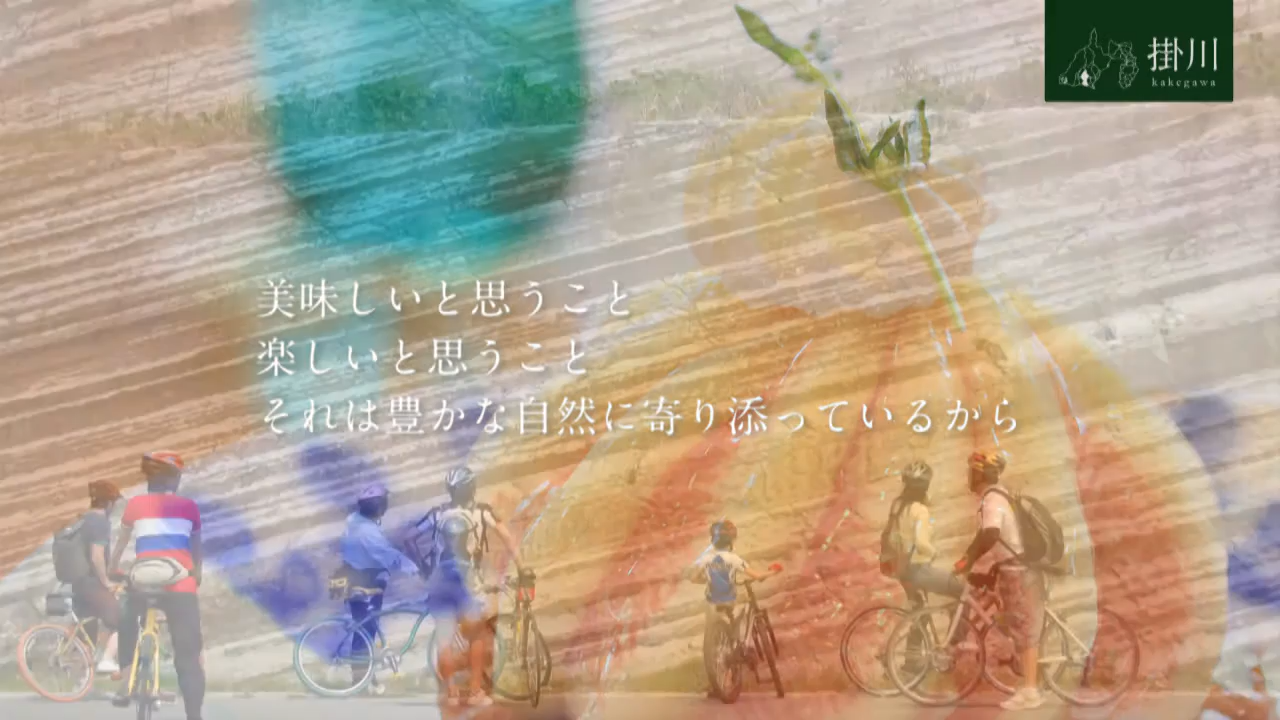 掛川
kakegawa
美味しいと思うこと
楽しいと思うこと
それは豊かな自然に寄り添っているから